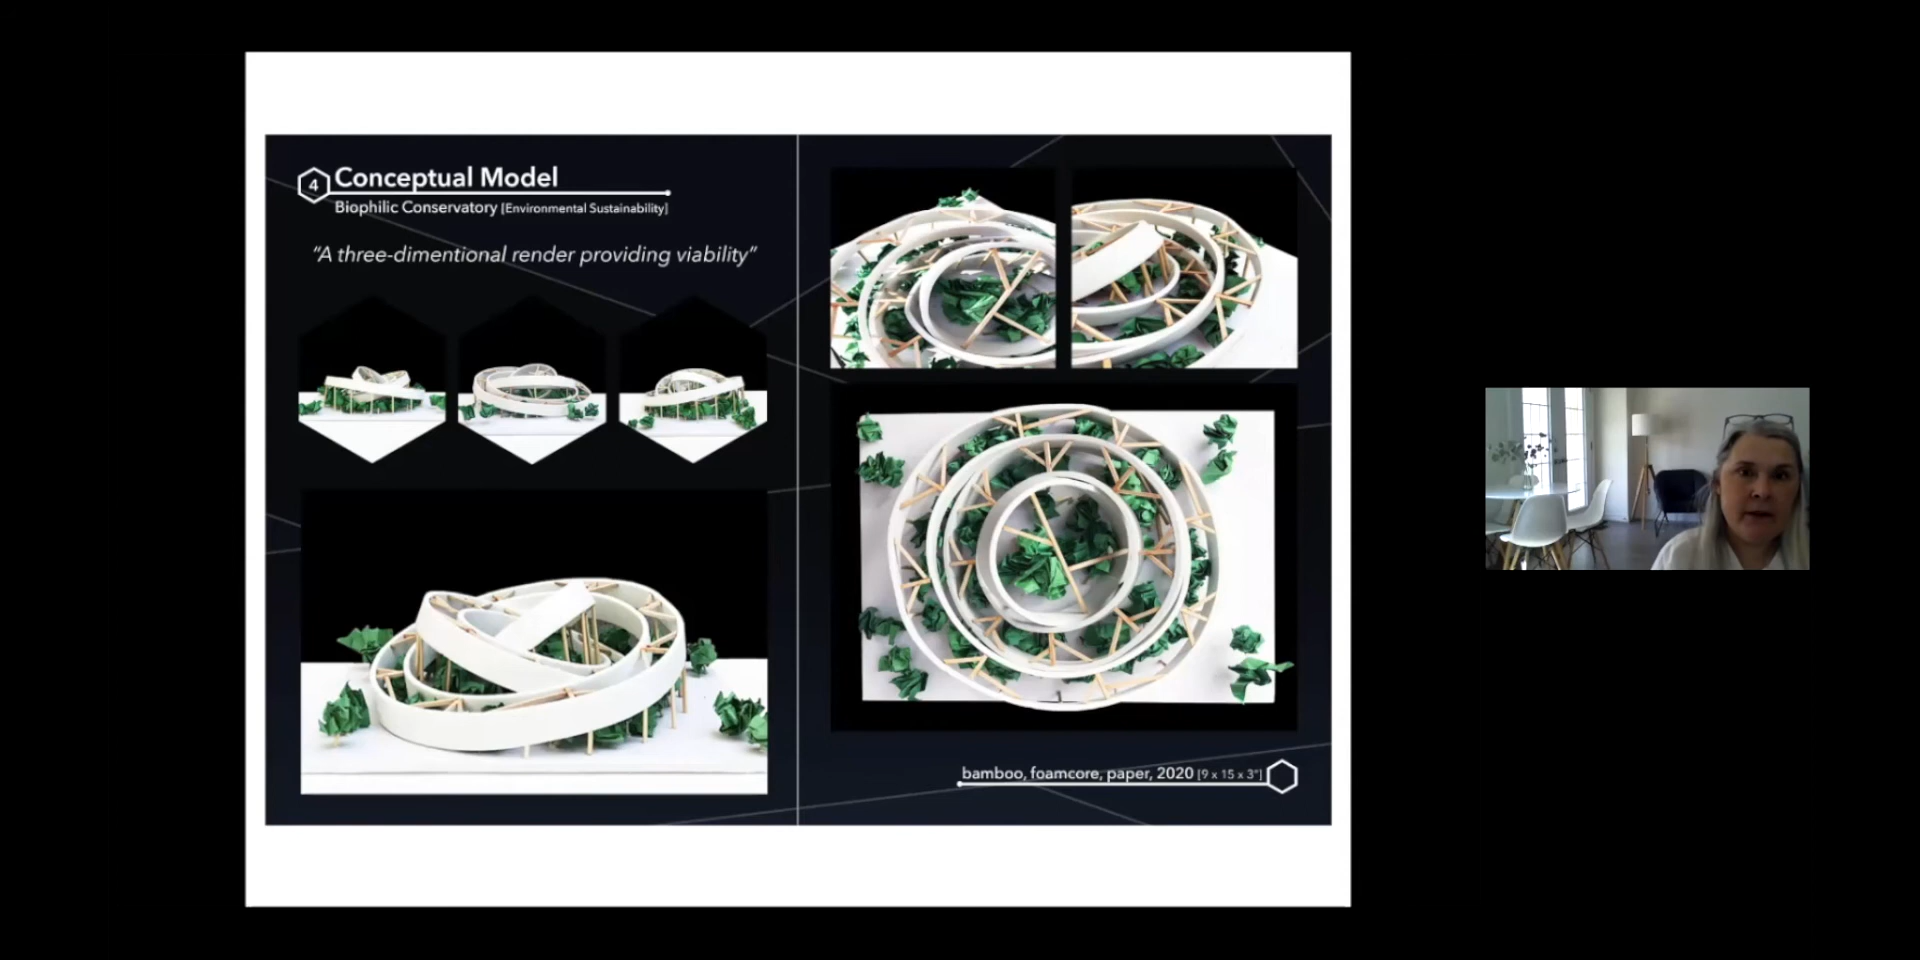 4
Conceptual Model
Biophilic Conservatory [Environmental Sustainability]
"A three-dimentional render providing viability"
bamboo, foamcore, paper, 2020 [9 x 15 x 3"]